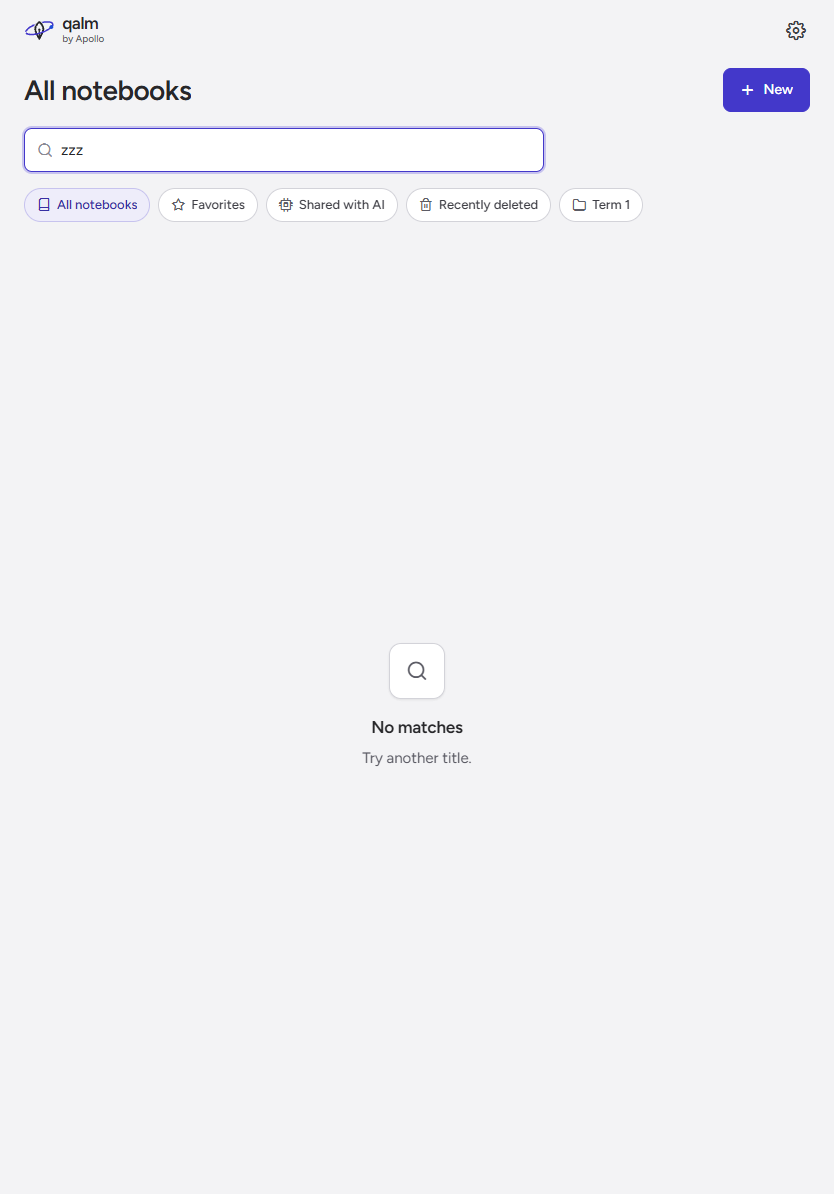 qalm
by Apollo
All notebooks
New
zzz
All notebooks
Favorites
Shared with AI
Recently deleted
Term 1
No matches
Try another title.